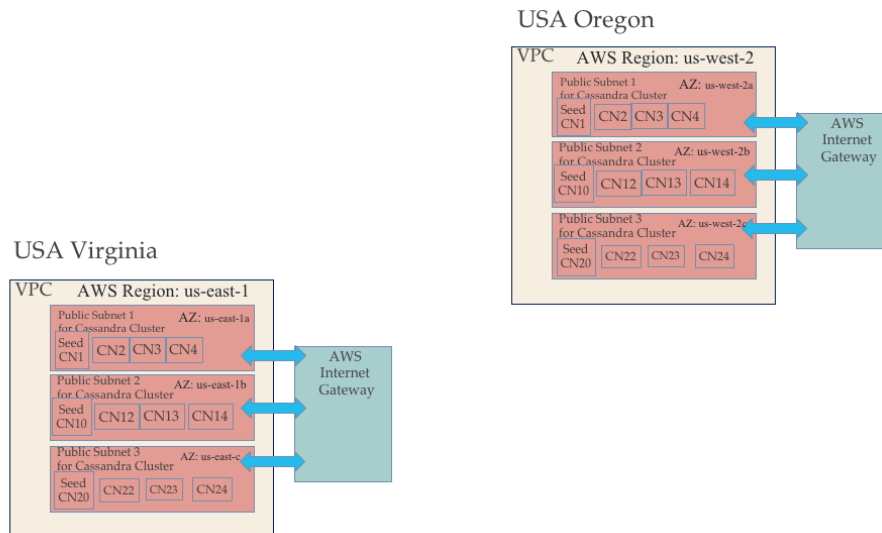 USA Oregon
VPC AWS Region: us-west-2
Public Subnet 1
for Cassandra Cluster
AZ: us-west-2a
Seed
CN1
CN2
CN3
CN4
Public Subnet 2
for Cassandra Cluster
AZ: us-west-2b
Seed
CN10
CN12
CN13
CN14
Public Subnet 3
for Cassandra Cluster
AZ: us-west-2c
Seed
CN20
CN22
CN23
CN24
AWS
Internet
Gateway
USA Virginia
VPC AWS Region: us-east-1
Public Subnet 1
for Cassandra Cluster
AZ: us-east-1a
Seed
CN1
CN2
CN3
CN4
Public Subnet 2
for Cassandra Cluster
AZ: us-east-1b
Seed
CN10
CN12
CN13
CN14
Public Subnet 3
for Cassandra Cluster
AZ: us-east-c
Seed
CN20
CN22
CN23
CN24
AWS
Internet
Gateway